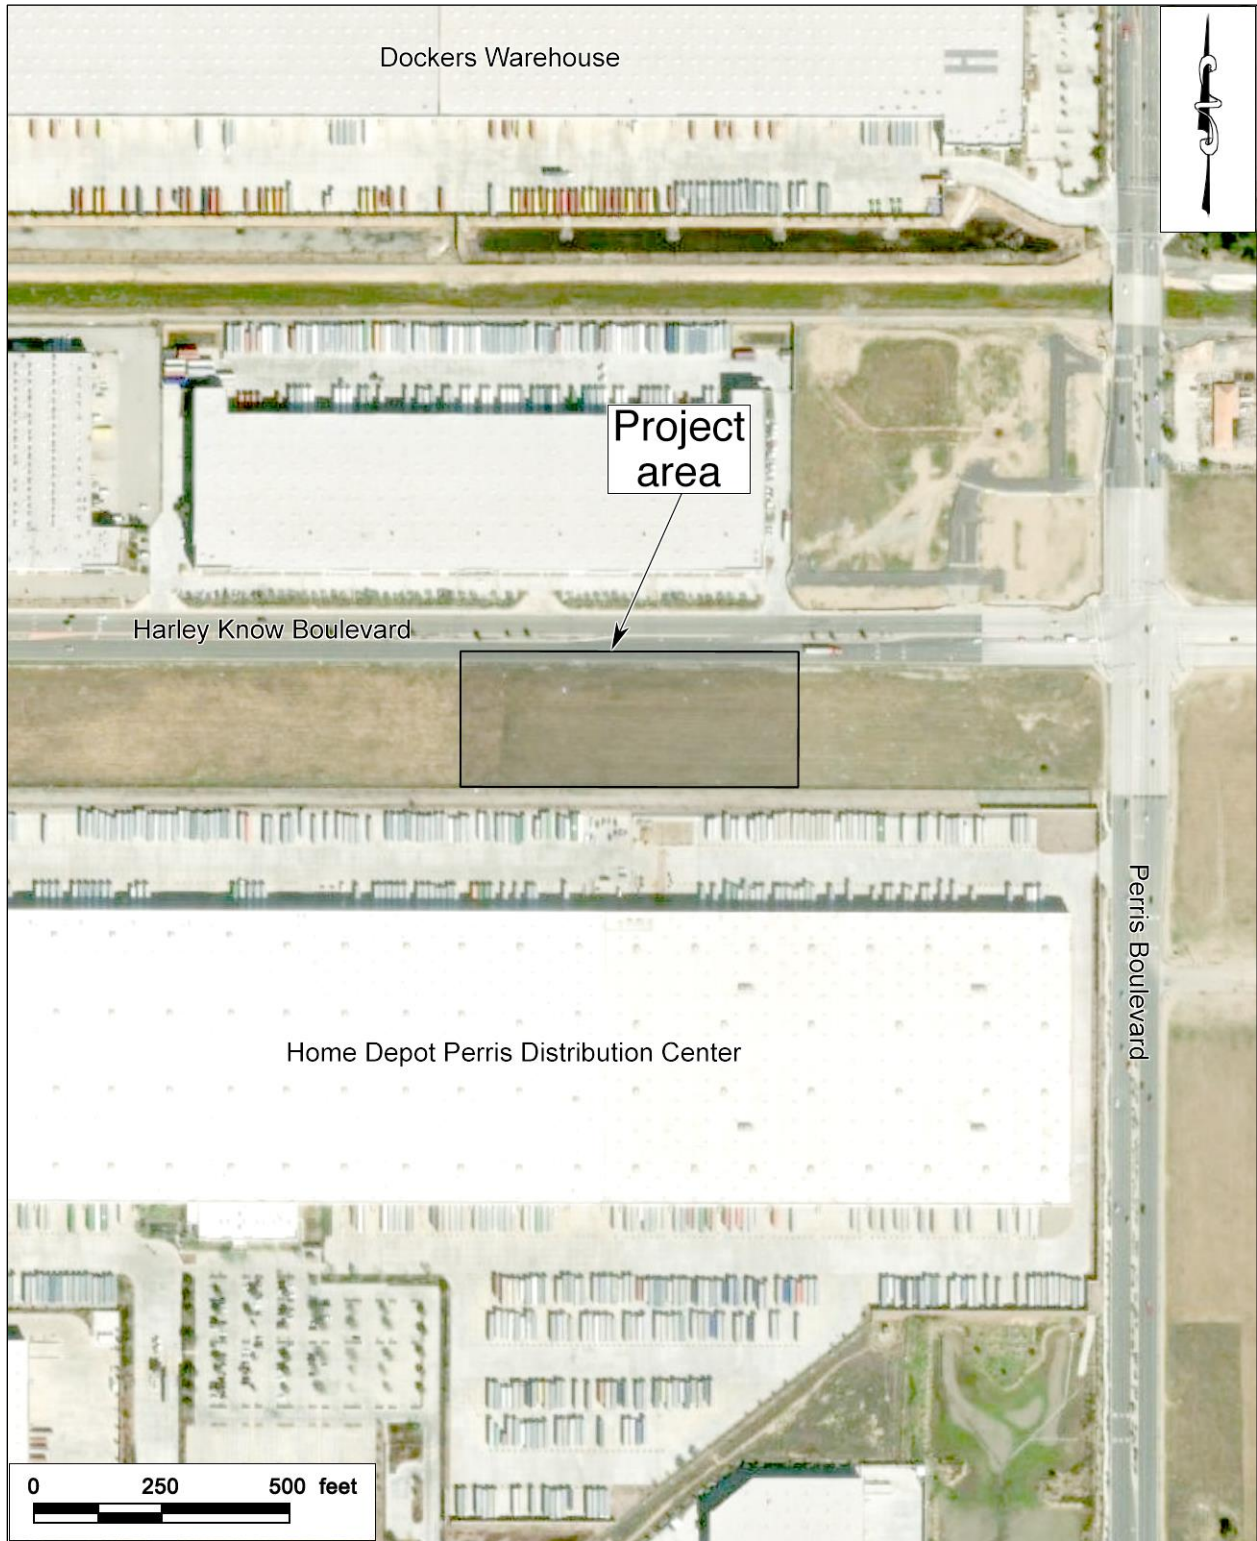 Dockers Warehouse
Project
area
Harley Know Boulevard
Perris Boulevard
Home Depot Perris Distribution Center
0 250 500 feet